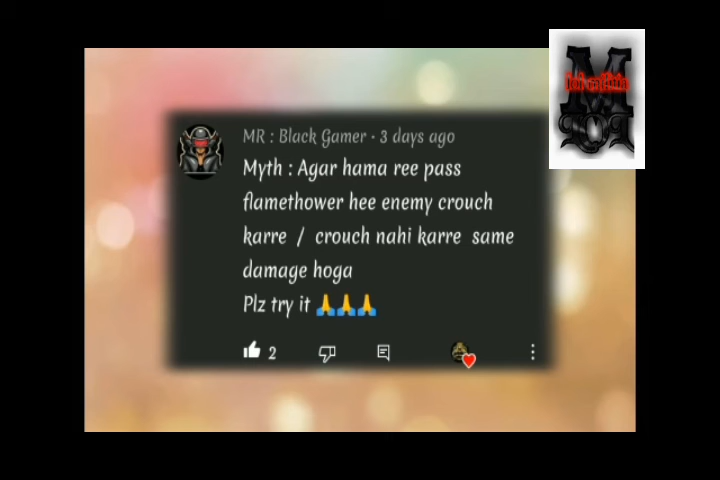 MR : Black Gamer · 3 days ago
Myth : Agar hama ree pass
flamethower hee enemy crouch
karre / crouch nahi karre same
damage hoga
Plz try it 🙏🙏🙏
2